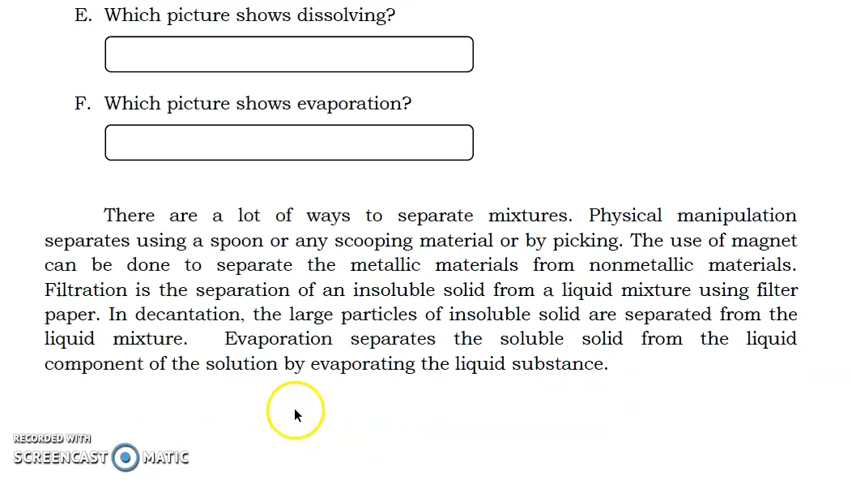 E. Which picture shows dissolving?
F. Which picture shows evaporation?
There are a lot of ways to separate mixtures. Physical manipulation
separates using a spoon or any scooping material or by picking. The use of magnet
can be done to separate the metallic materials from nonmetallic materials.
Filtration is the separation of an insoluble solid from a liquid mixture using filter
paper. In decantation, the large particles of insoluble solid are separated from the
liquid mixture. Evaporation separates the soluble solid from the liquid
component of the solution by evaporating the liquid substance.
RECORDED WITH
SCREENCAST MATIC